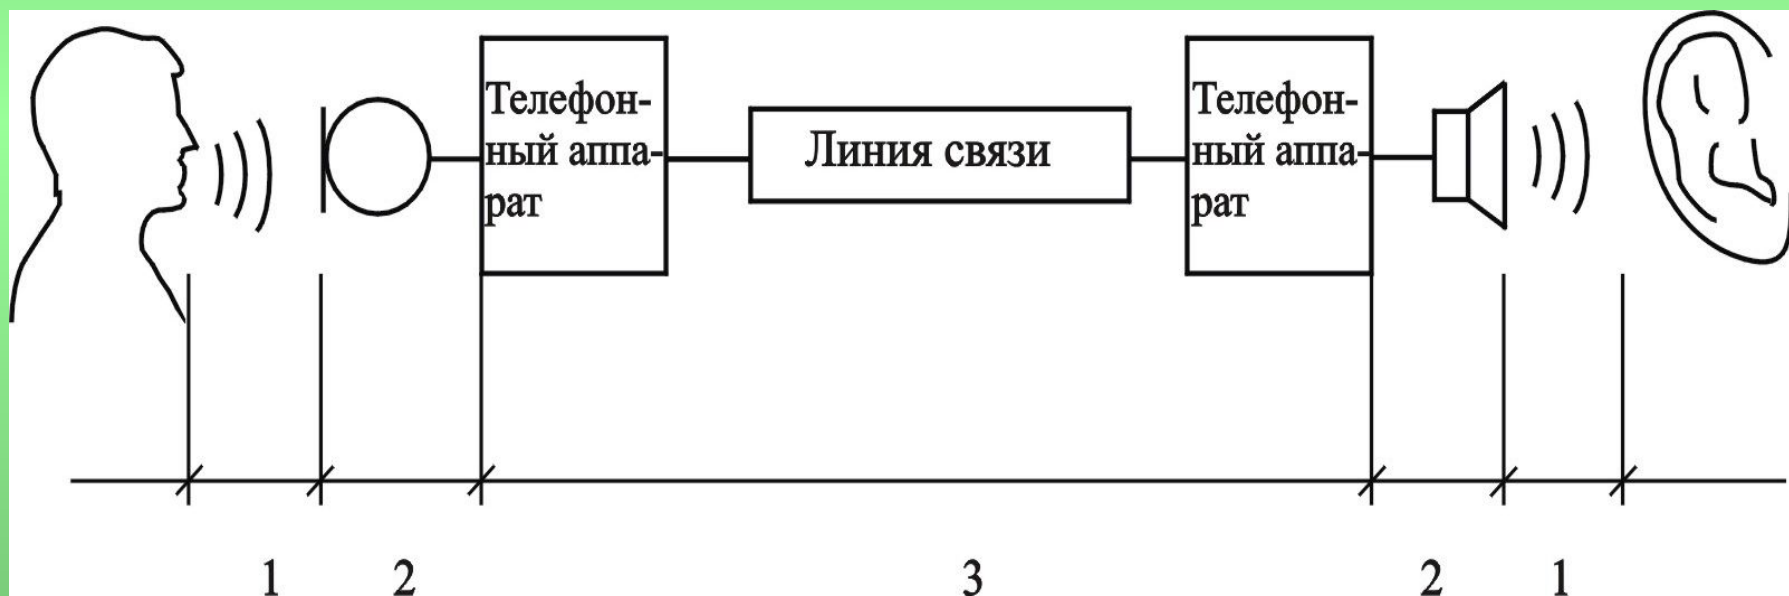 Телефон-
ный аппа-
рат
Линия связи
Телефон-
ный аппа-
рат
1 2 3 2 1